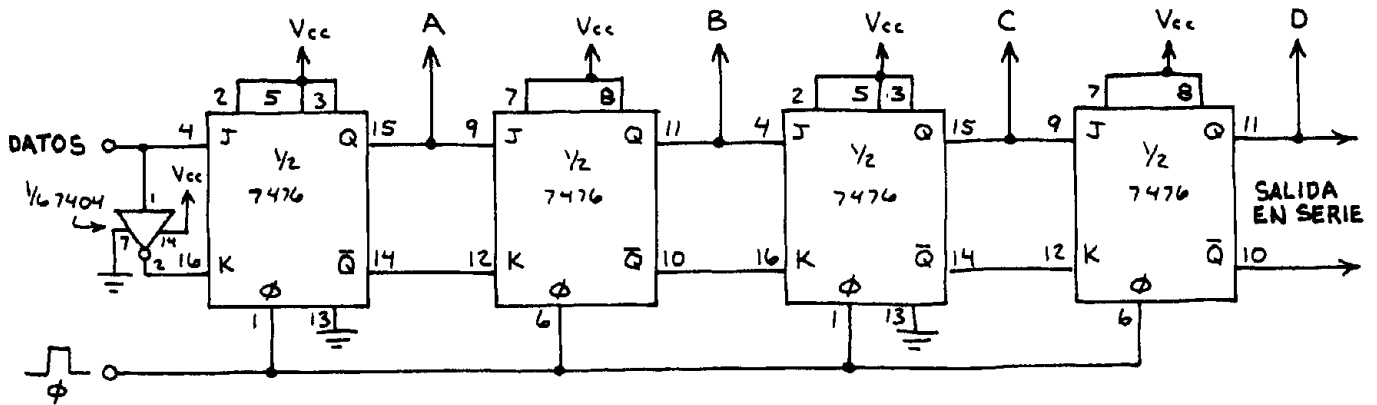 Vcc A Vcc B Vcc C Vcc D
2 5 3 7 8 2 5 3 7 8
DATOS 4 J Q 15 9 J Q 11 4 J Q 15 9 J Q 11
1/2 1/2 1/2 1/2
7476 7476 7476 7476
Vcc
1/6 7404
1
7 14
2
SALIDA
EN SERIE
16 K Q̅ 14 12 K Q̅ 10 16 K Q̅ 14 12 K Q̅ 10
ϕ ϕ ϕ ϕ
1 13 6 1 13 6
ϕ